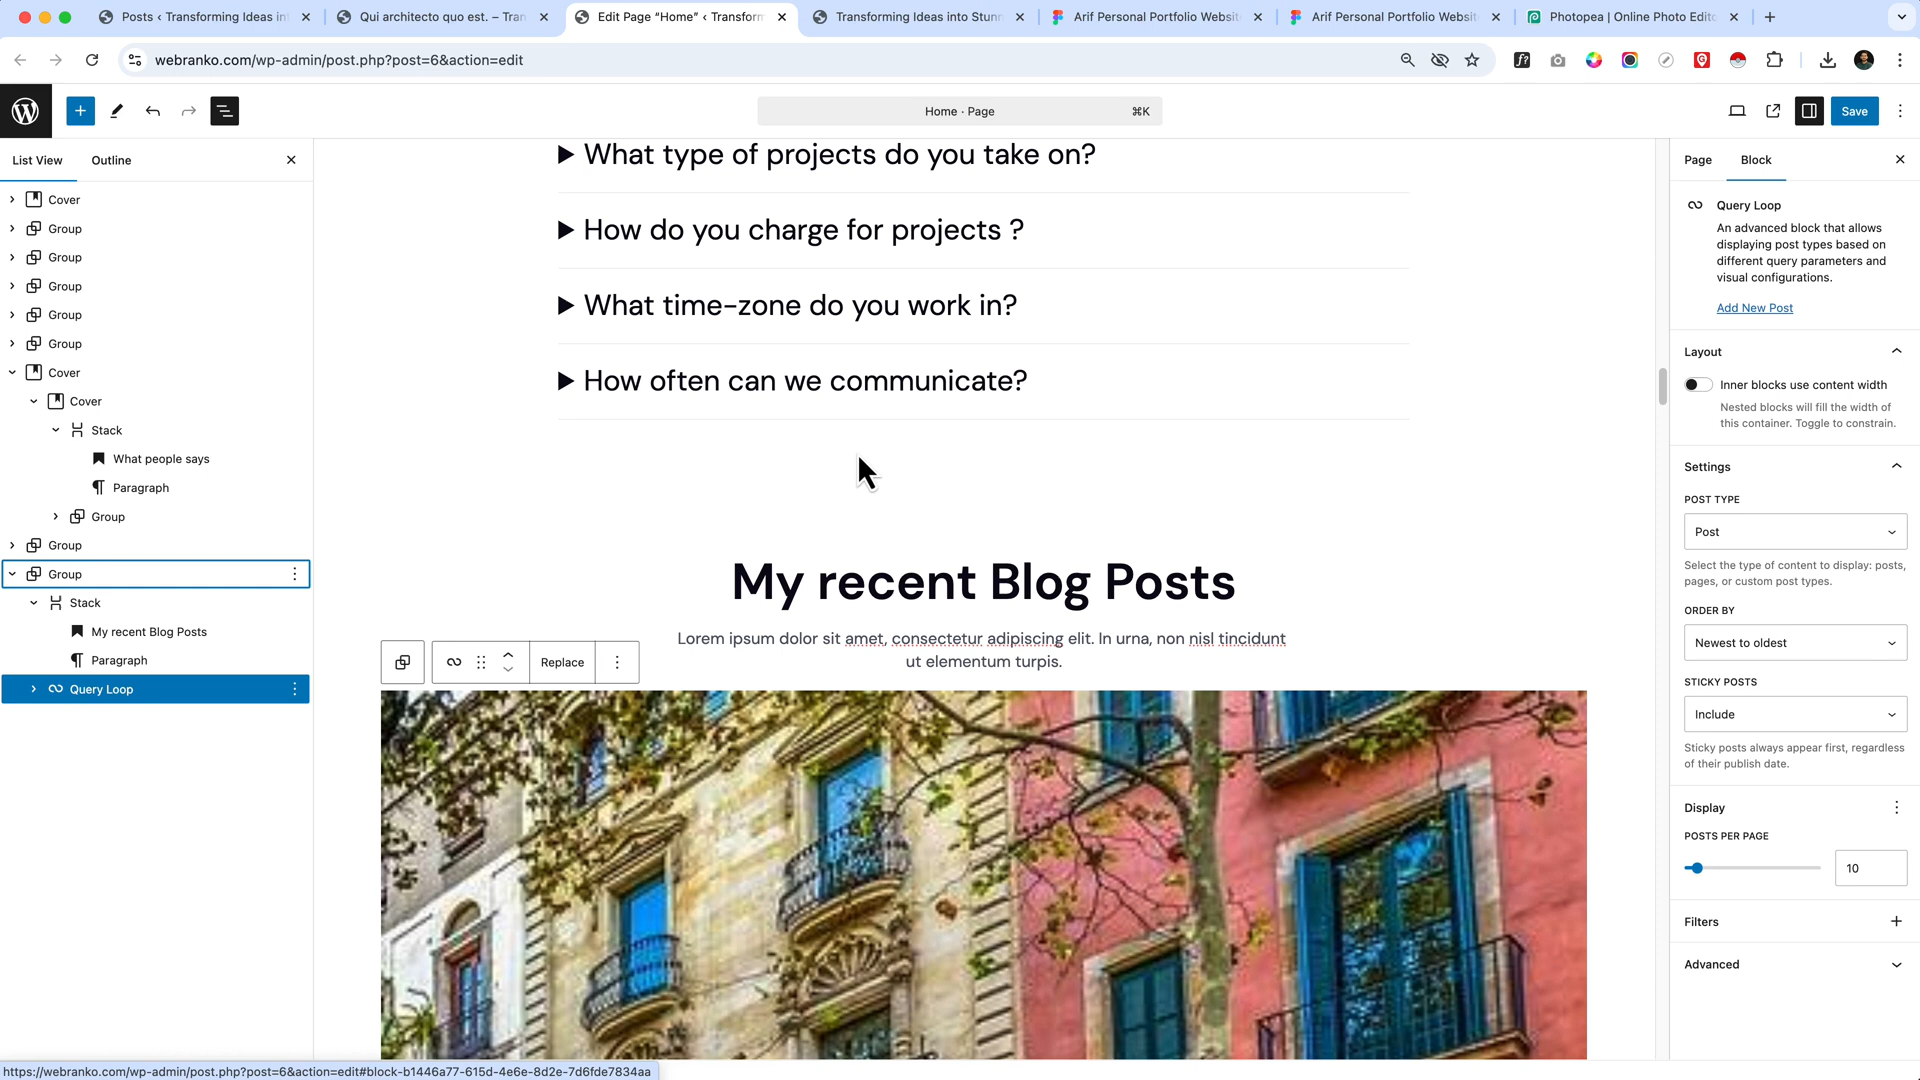 Posts ‹ Transforming Ideas in
Qui architecto quo est. – Tran
Edit Page “Home” ‹ Transform
Transforming Ideas into Stunn
Arif Personal Portfolio Websit
Arif Personal Portfolio Websit
Photopea | Online Photo Edito
webranko.com/wp-admin/post.php?post=6&action=edit
Home · Page
⌘K
Save
List View
Outline
Cover
Group
Group
Group
Group
Group
Cover
Cover
Stack
What people says
Paragraph
Group
Group
Group
Stack
My recent Blog Posts
Paragraph
Query Loop
What type of projects do you take on?
How do you charge for projects ?
What time-zone do you work in?
How often can we communicate?
My recent Blog Posts
Lorem ipsum dolor sit amet, consectetur adipiscing elit. In urna, non nisl tincidunt
ut elementum turpis.
Replace
Page
Block
Query Loop
An advanced block that allows
displaying post types based on
different query parameters and
visual configurations.
Add New Post
Layout
Inner blocks use content width
Nested blocks will fill the width of
this container. Toggle to constrain.
Settings
POST TYPE
Post
Select the type of content to display: posts,
pages, or custom post types.
ORDER BY
Newest to oldest
STICKY POSTS
Include
Sticky posts always appear first, regardless
of their publish date.
Display
POSTS PER PAGE
10
Filters
Advanced
https://webranko.com/wp-admin/post.php?post=6&action=edit#block-b1446a77-615d-4e6e-8d2e-7d6fde7834aa